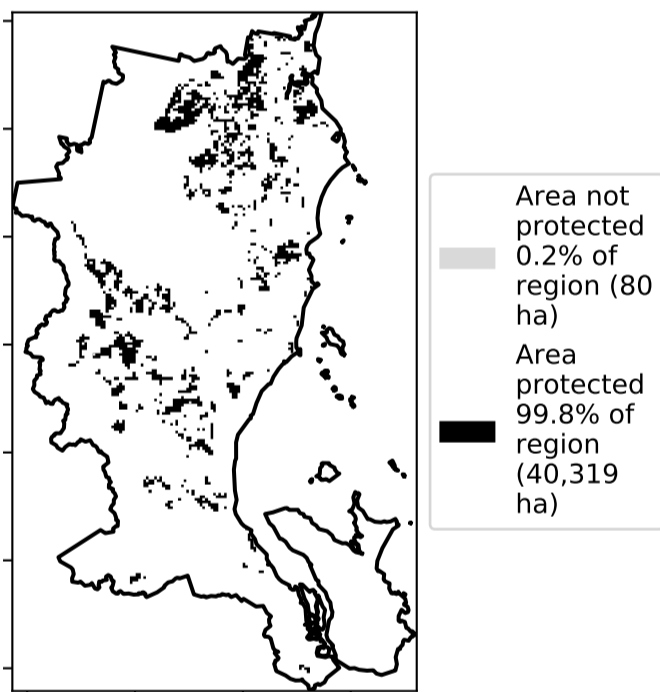 Area not
protected
0.2% of
region (80
ha)
Area
protected
99.8% of
region
(40,319
ha)